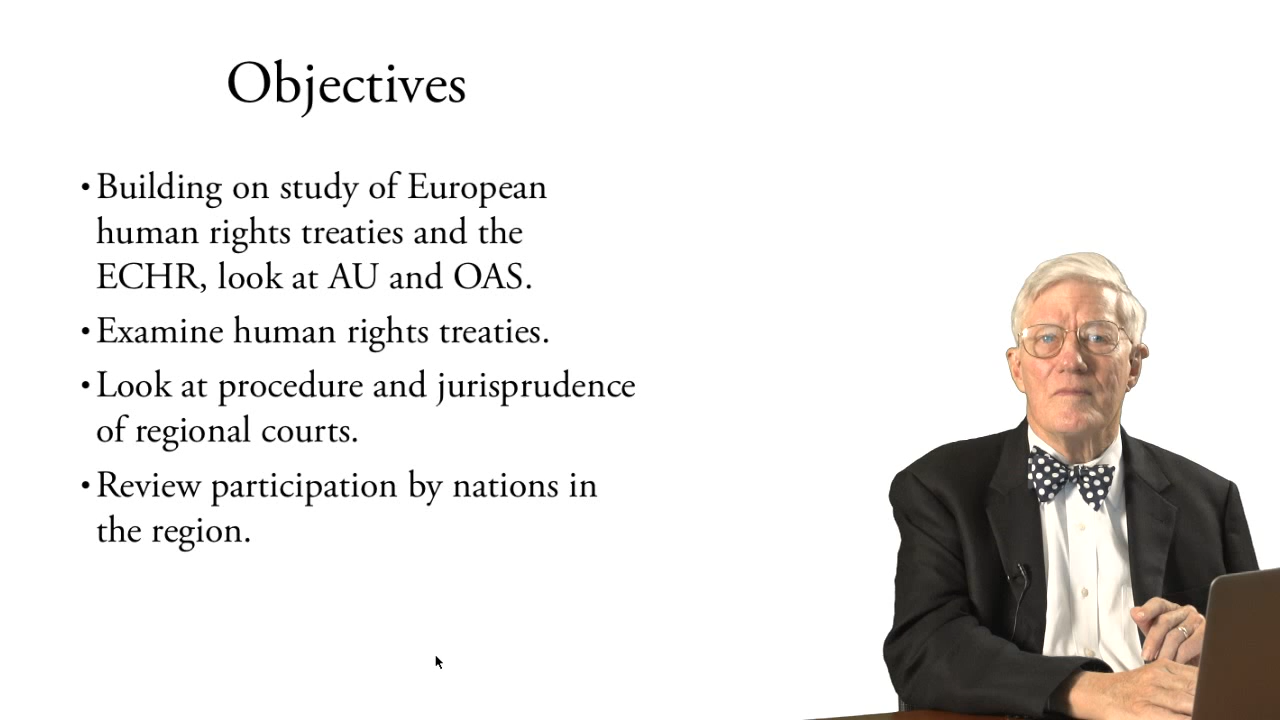 Objectives
•Building on study of European
human rights treaties and the
ECHR, look at AU and OAS.
•Examine human rights treaties.
•Look at procedure and jurisprudence
of regional courts.
•Review participation by nations in
the region.